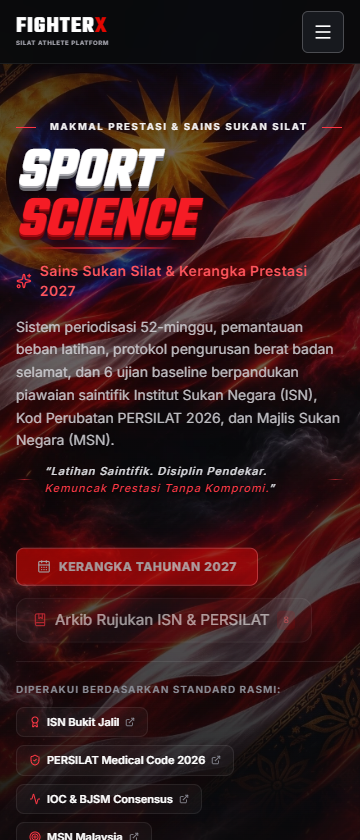 FIGHTERX
SILAT ATHLETE PLATFORM
MAKMAL PRESTASI & SAINS SUKAN SILAT
SPORT
SCIENCE
Sains Sukan Silat & Kerangka Prestasi
2027
Sistem periodisasi 52-minggu, pemantauan
beban latihan, protokol pengurusan berat badan
selamat, dan 6 ujian baseline berpandukan
piawaian saintifik Institut Sukan Negara (ISN),
Kod Perubatan PERSILAT 2026, dan Majlis Sukan
Negara (MSN).
"Latihan Saintifik. Disiplin Pendekar.
Kemuncak Prestasi Tanpa Kompromi."
KERANGKA TAHUNAN 2027
Arkib Rujukan ISN & PERSILAT
DIPERAKUI BERDASARKAN STANDARD RASMI:
ISN Bukit Jalil
PERSILAT Medical Code 2026
IOC & BJSM Consensus
MSN Malaysia